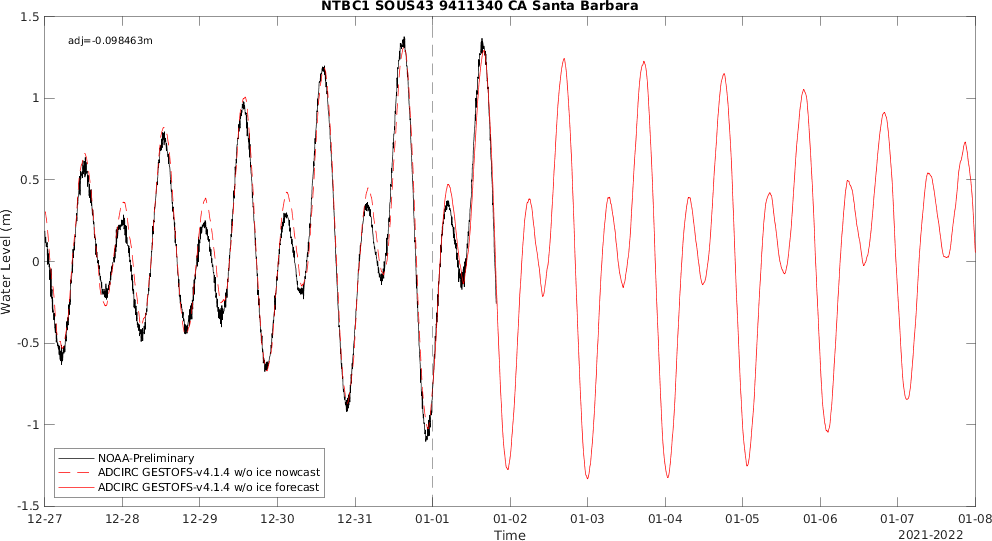 NTBC1 SOUS43 9411340 CA Santa Barbara
adj=-0.098463m
1.5
1
0.5
0
-0.5
-1
-1.5
Water Level (m)
NOAA-Preliminary
ADCIRC GESTOFS-v4.1.4 w/o ice nowcast
ADCIRC GESTOFS-v4.1.4 w/o ice forecast
12-27 12-28 12-29 12-30 12-31 01-01 01-02 01-03 01-04 01-05 01-06 01-07 01-08
Time
2021-2022